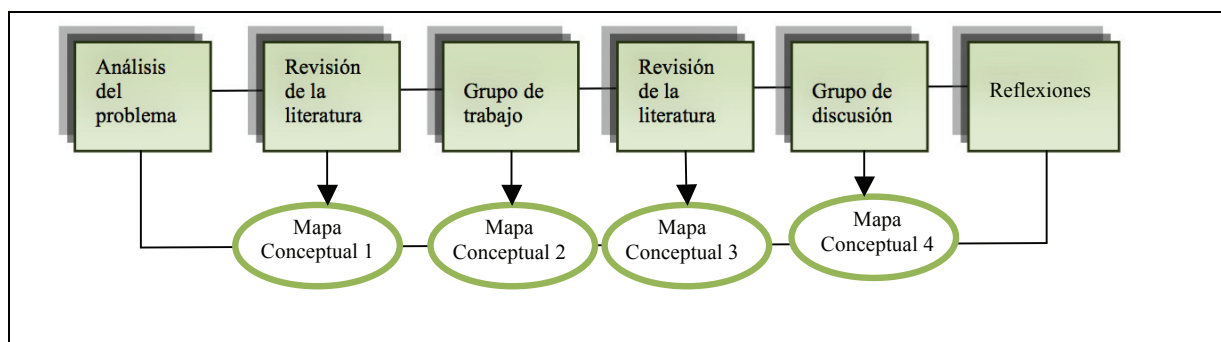 Análisis
del
problema
Revisión
de la
literatura
Grupo de
trabajo
Revisión
de la
literatura
Grupo de
discusión
Reflexiones
Mapa
Conceptual 1
Mapa
Conceptual 2
Mapa
Conceptual 3
Mapa
Conceptual 4